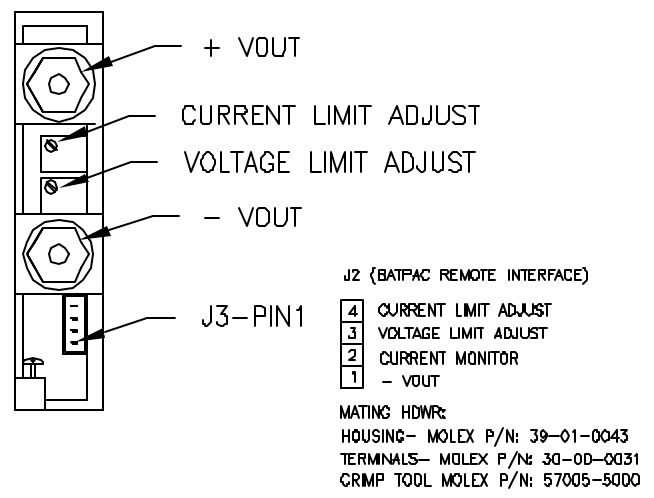 + VOUT
CURRENT LIMIT ADJUST
VOLTAGE LIMIT ADJUST
- VOUT
J3-PIN1
J2 (BATPAC REMOTE INTERFACE)
4 CURRENT LIMIT ADJUST
3 VOLTAGE LIMIT ADJUST
2 CURRENT MONITOR
1 - VOUT
MATING HDWR:
HOUSING- MOLEX P/N: 39-01-0043
TERMINALS- MOLEX P/N: 30-00-0031
CRIMP TOOL MOLEX P/N: 57005-5000